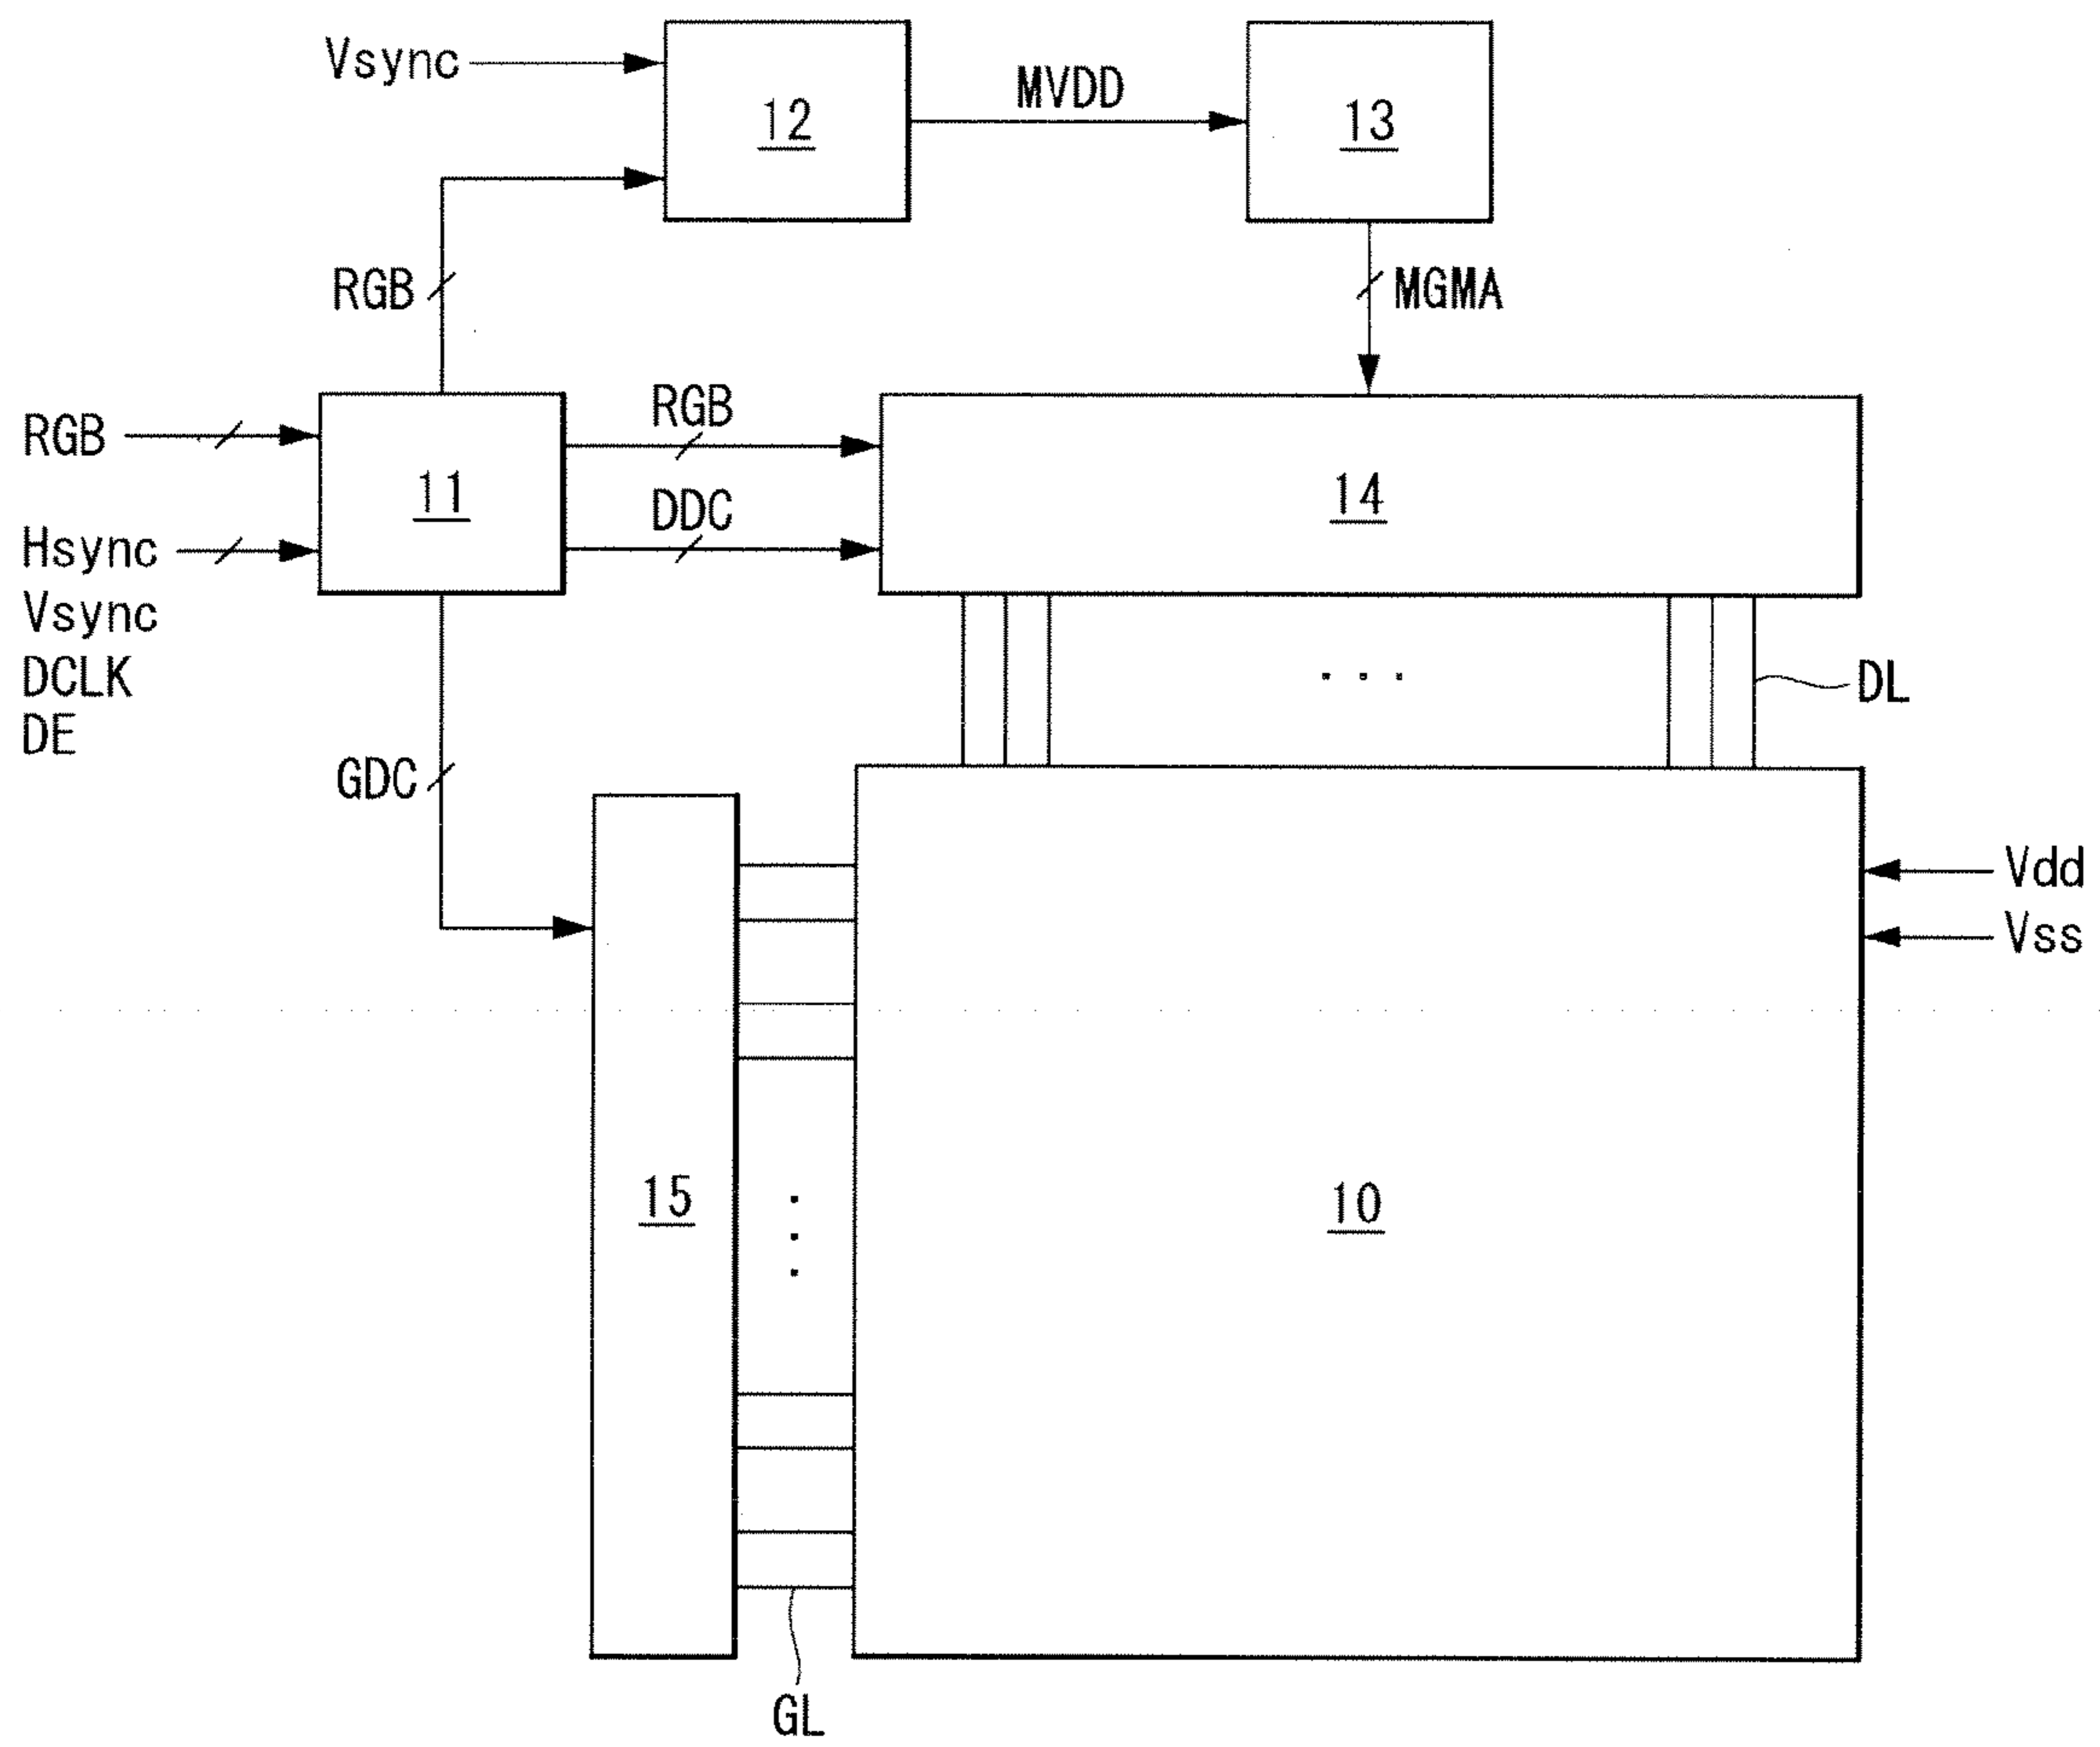 Vsync
12
MVDD
13
RGB
MGMA
RGB
11
RGB
DDC
14
Hsync
Vsync
DCLK
DE
DL
GDC
Vdd
Vss
15
10
GL